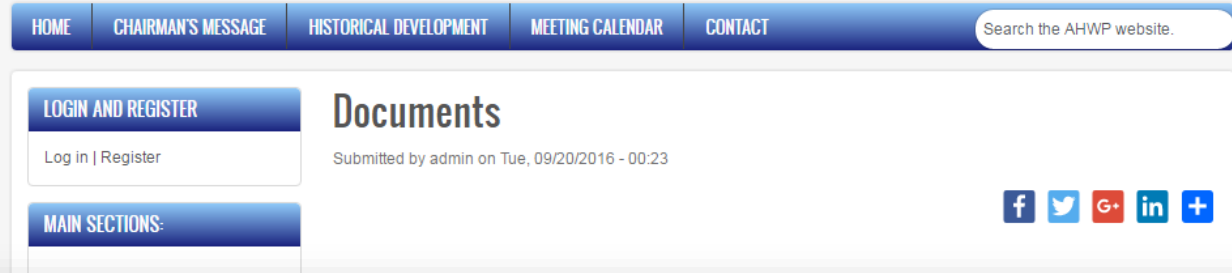 HOME CHAIRMAN'S MESSAGE HISTORICAL DEVELOPMENT MEETING CALENDAR CONTACT Search the AHWP website.
LOGIN AND REGISTER
Log in | Register
MAIN SECTIONS:
Documents
Submitted by admin on Tue, 09/20/2016 - 00:23
f G+ in +